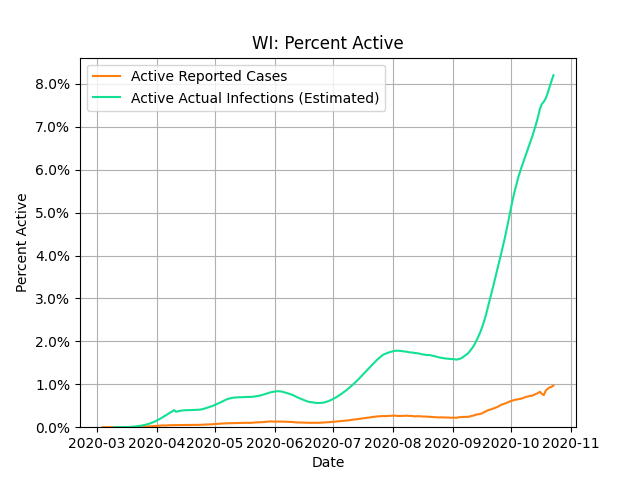 WI: Percent Active
Active Reported Cases
Active Actual Infections (Estimated)
Percent Active
8.0%
7.0%
6.0%
5.0%
4.0%
3.0%
2.0%
1.0%
0.0%
2020-03 2020-04 2020-05 2020-06 2020-07 2020-08 2020-09 2020-10 2020-11
Date